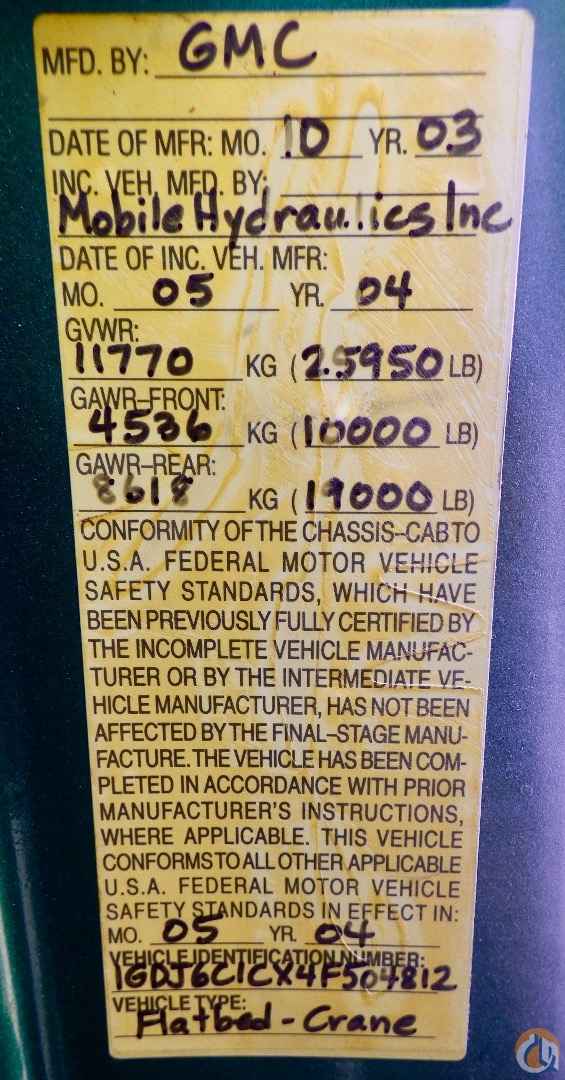 MFD. BY: GMC
DATE OF MFR: MO. 10 YR. 03
INC. VEH. MFD. BY:
Mobile Hydraulics Inc
DATE OF INC. VEH. MFR:
MO. 05 YR. 04
GVWR:
11770 KG (25950 LB)
GAWR–FRONT:
4536 KG (10000 LB)
GAWR–REAR:
8618 KG (19000 LB)
CONFORMITY OF THE CHASSIS–CAB TO
U.S.A. FEDERAL MOTOR VEHICLE
SAFETY STANDARDS, WHICH HAVE
BEEN PREVIOUSLY FULLY CERTIFIED BY
THE INCOMPLETE VEHICLE MANUFAC-
TURER OR BY THE INTERMEDIATE VE-
HICLE MANUFACTURER, HAS NOT BEEN
AFFECTED BY THE FINAL–STAGE MANU-
FACTURE. THE VEHICLE HAS BEEN COM-
PLETED IN ACCORDANCE WITH PRIOR
MANUFACTURER'S INSTRUCTIONS,
WHERE APPLICABLE. THIS VEHICLE
CONFORMS TO ALL OTHER APPLICABLE
U.S.A. FEDERAL MOTOR VEHICLE
SAFETY STANDARDS IN EFFECT IN:
MO. 05 YR. 04
VEHICLE IDENTIFICATION NUMBER:
1GDJ6C1CX4F504812
VEHICLE TYPE:
Flatbed - Crane